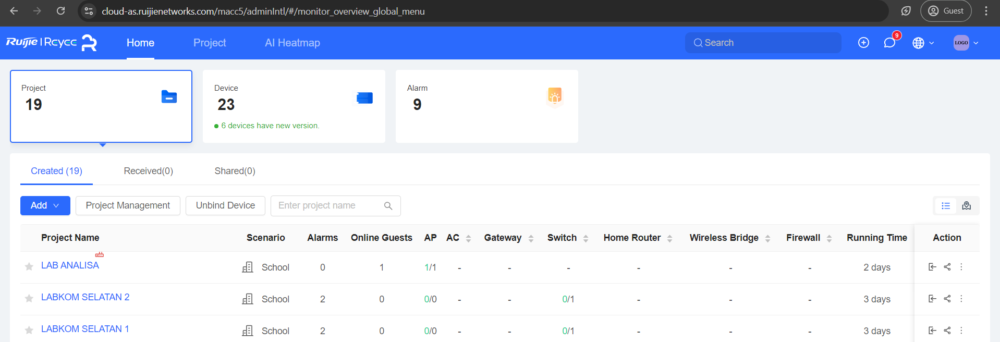 cloud-as.ruijienetworks.com/macc5/adminIntl/#/monitor_overview_global_menu
Guest
Ruijie | Reyee Home Project AI Heatmap Search 9 LOGO
Project
19
Device
23
6 devices have new version.
Alarm
9
Created (19) Received(0) Shared(0)
Add Project Management Unbind Device Enter project name
Project Name Scenario Alarms Online Guests AP AC Gateway Switch Home Router Wireless Bridge Firewall Running Time Action
LAB ANALISA School 0 1 1/1 - - - - - - 2 days
LABKOM SELATAN 2 School 2 0 0/0 - - 0/1 - - - 3 days
LABKOM SELATAN 1 School 2 0 0/0 - - 0/1 - - - 3 days